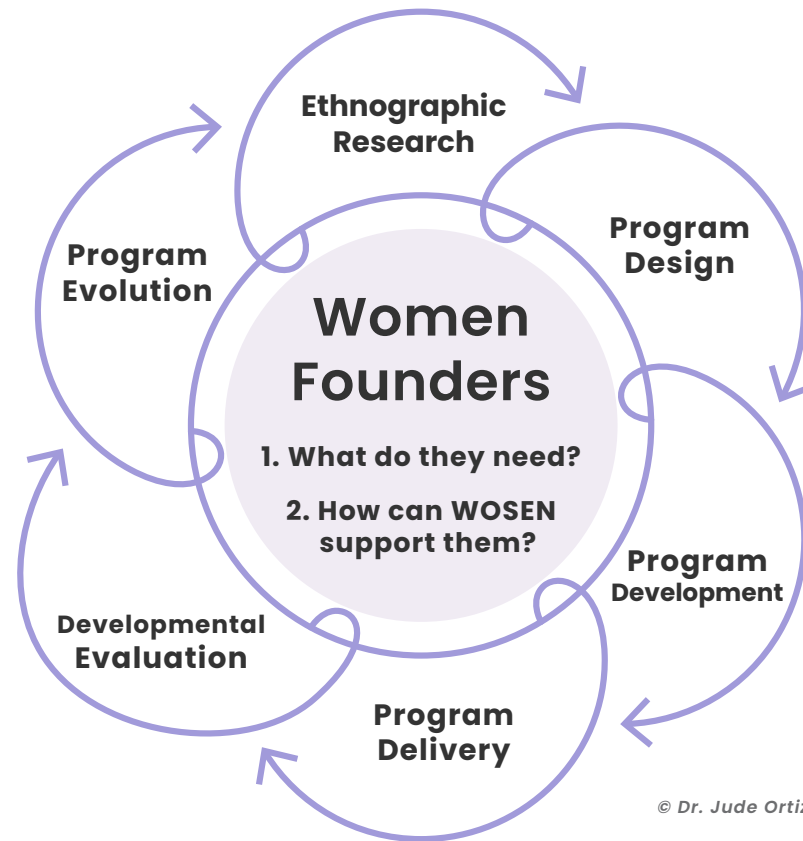 Ethnographic
Research
Program
Design
Program
Development
Program
Delivery
Developmental
Evaluation
Program
Evolution
Women
Founders
1. What do they need?
2. How can WOSEN
support them?
© Dr. Jude Ortiz